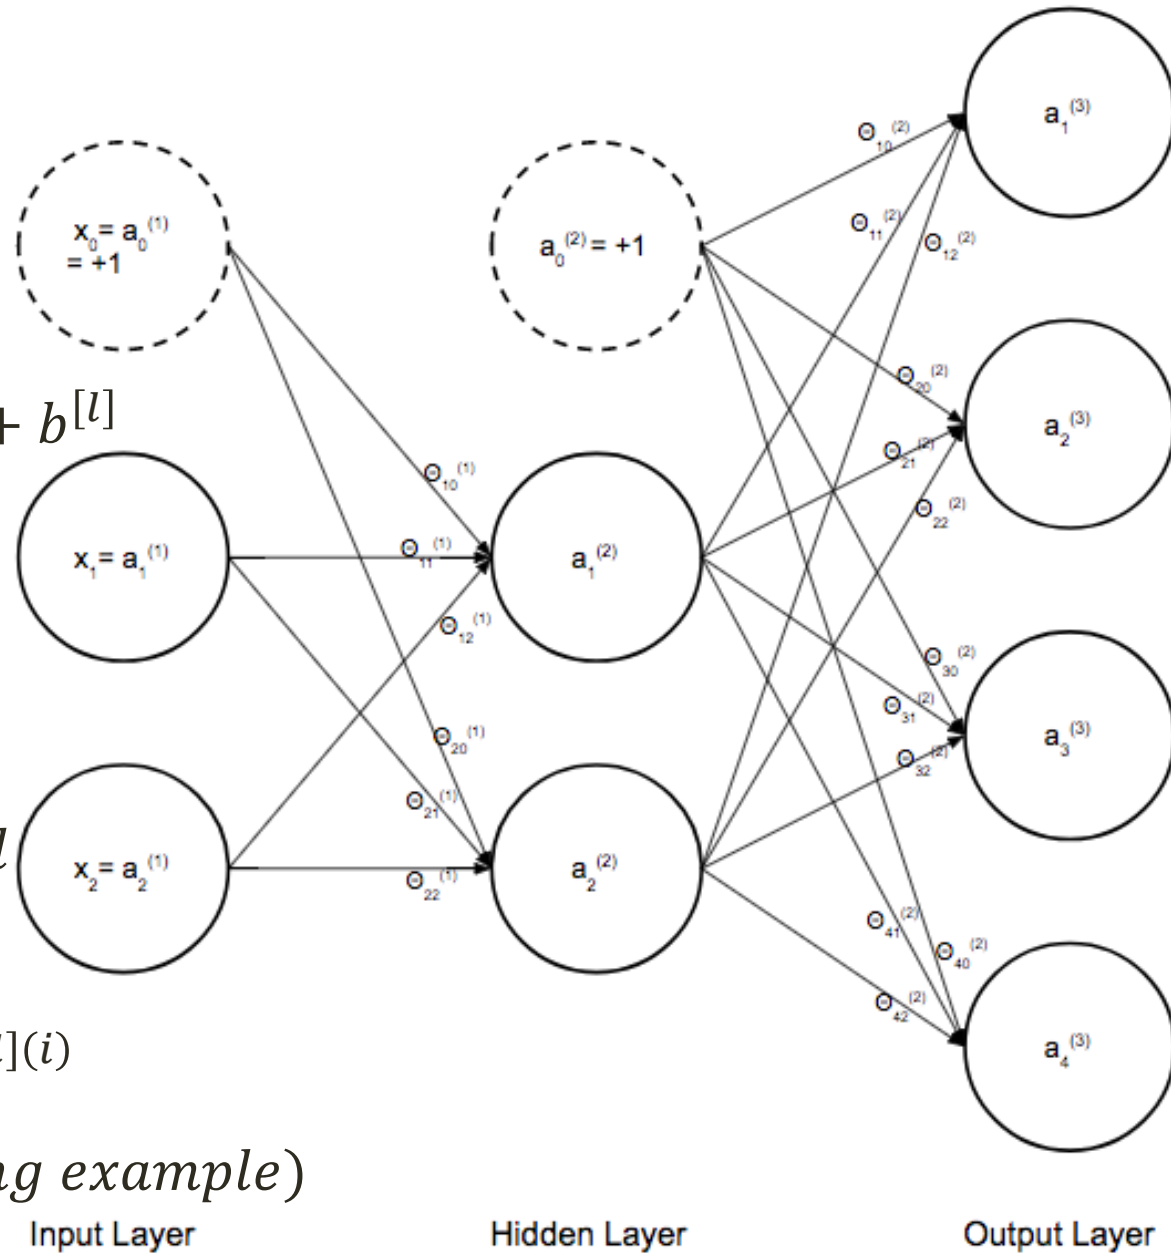 a₁⁽³⁾
Θ₁₀⁽²⁾
x₀= a₀⁽¹⁾
= +1
a₀⁽²⁾ = +1
Θ₁₁⁽²⁾
Θ₁₂⁽²⁾
Θ₂₀⁽²⁾
+ b^[l]
a₂⁽³⁾
Θ₂₁⁽²⁾
Θ₁₀⁽¹⁾
Θ₂₂⁽²⁾
Θ₁₁⁽¹⁾
x₁= a₁⁽¹⁾
a₁⁽²⁾
Θ₁₂⁽¹⁾
Θ₃₀⁽²⁾
Θ₃₁⁽²⁾
Θ₂₀⁽¹⁾
a₃⁽³⁾
Θ₃₂⁽²⁾
Θ₂₁⁽¹⁾
l
x₂= a₂⁽¹⁾
a₂⁽²⁾
Θ₂₂⁽¹⁾
Θ₄₁⁽²⁾
Θ₄₀⁽²⁾
Θ₄₂⁽²⁾
](i)
a₄⁽³⁾
ng example)
Input Layer Hidden Layer Output Layer